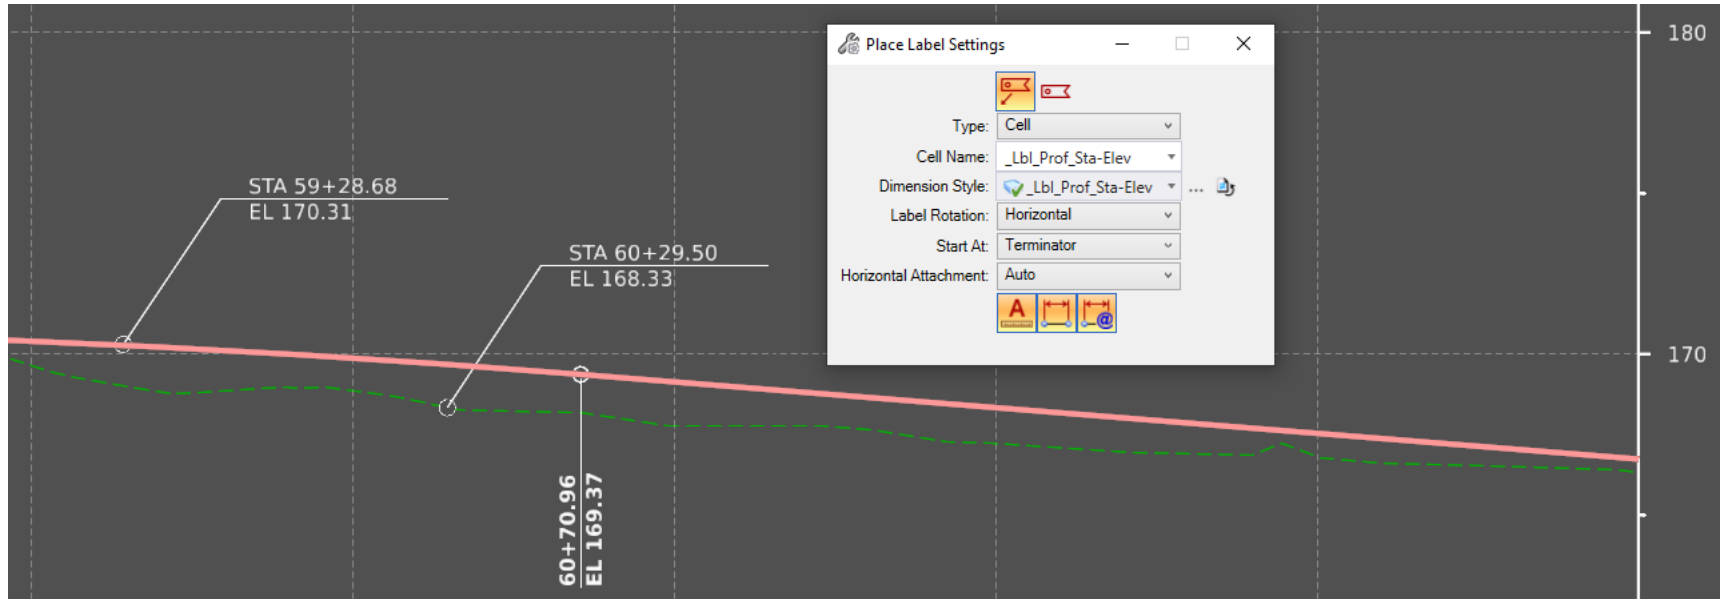 180
Place Label Settings
Type: Cell
Cell Name: _Lbl_Prof_Sta-Elev
Dimension Style: _Lbl_Prof_Sta-Elev ...
Label Rotation: Horizontal
Start At: Terminator
Horizontal Attachment: Auto
A
@
STA 59+28.68
EL 170.31
STA 60+29.50
EL 168.33
170
60+70.96
EL 169.37